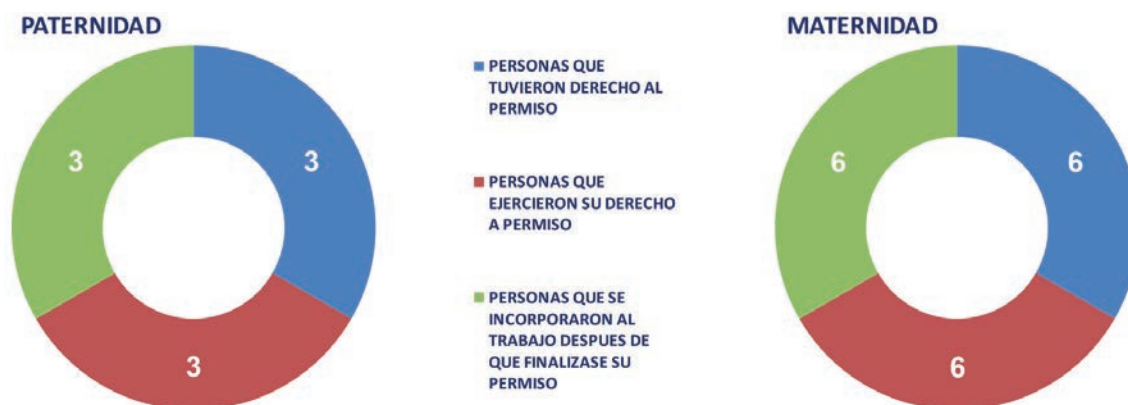 PATERNIDAD
3
3
3
PERSONAS QUE
TUVIERON DERECHO AL
PERMISO
PERSONAS QUE
EJERCIERON SU DERECHO
A PERMISO
PERSONAS QUE SE
INCORPORARON AL
TRABAJO DESPUES DE
QUE FINALIZASE SU
PERMISO
MATERNIDAD
6
6
6